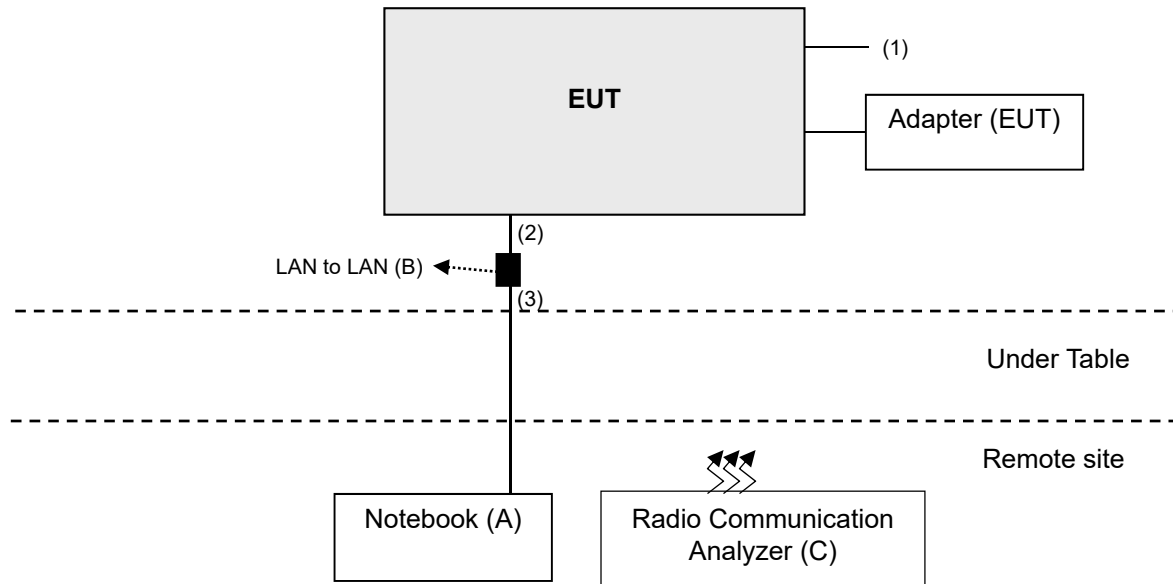 EUT
(1)
Adapter (EUT)
(2)
LAN to LAN (B)
(3)
Under Table
Remote site
Notebook (A)
Radio Communication
Analyzer (C)